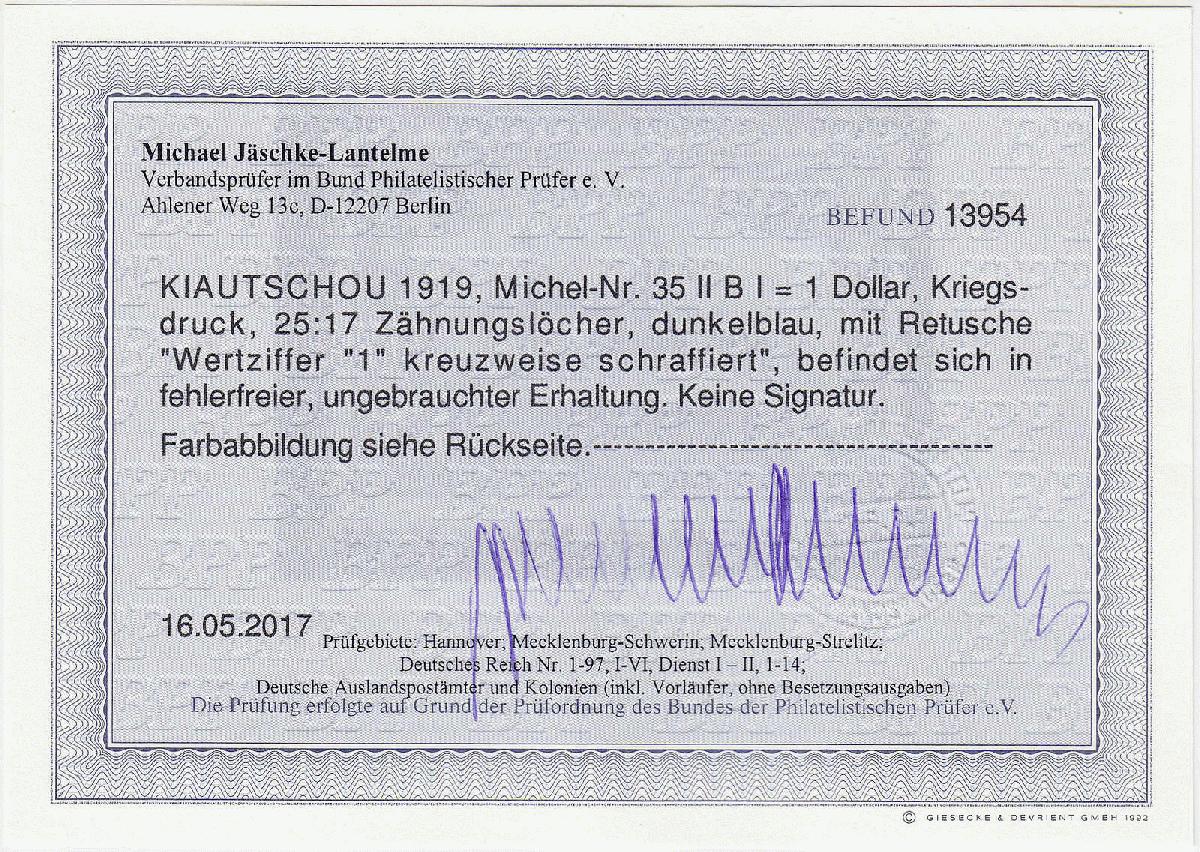 Michael Jäschke-Lantelme
Verbandsprüfer im Bund Philatelistischer Prüfer e. V.
Ahlener Weg 13c, D-12207 Berlin
BEFUND 13954
KIAUTSCHOU 1919, Michel-Nr. 35 II B I = 1 Dollar, Kriegs-
druck, 25:17 Zähnungslöcher, dunkelblau, mit Retusche
"Wertziffer "1" kreuzweise schraffiert", befindet sich in
fehlerfreier, ungebrauchter Erhaltung. Keine Signatur.
Farbabbildung siehe Rückseite.-----------------------------------
16.05.2017
Prüfgebiete: Hannover, Mecklenburg-Schwerin, Mecklenburg-Strelitz;
Deutsches Reich Nr. 1-97, I-VI, Dienst I – II, 1-14;
Deutsche Auslandspostämter und Kolonien (inkl. Vorläufer, ohne Besetzungsausgaben)
Die Prüfung erfolgte auf Grund der Prüfordnung des Bundes der Philatelistischen Prüfer e.V.
© GIESECKE & DEVRIENT GMBH 1992